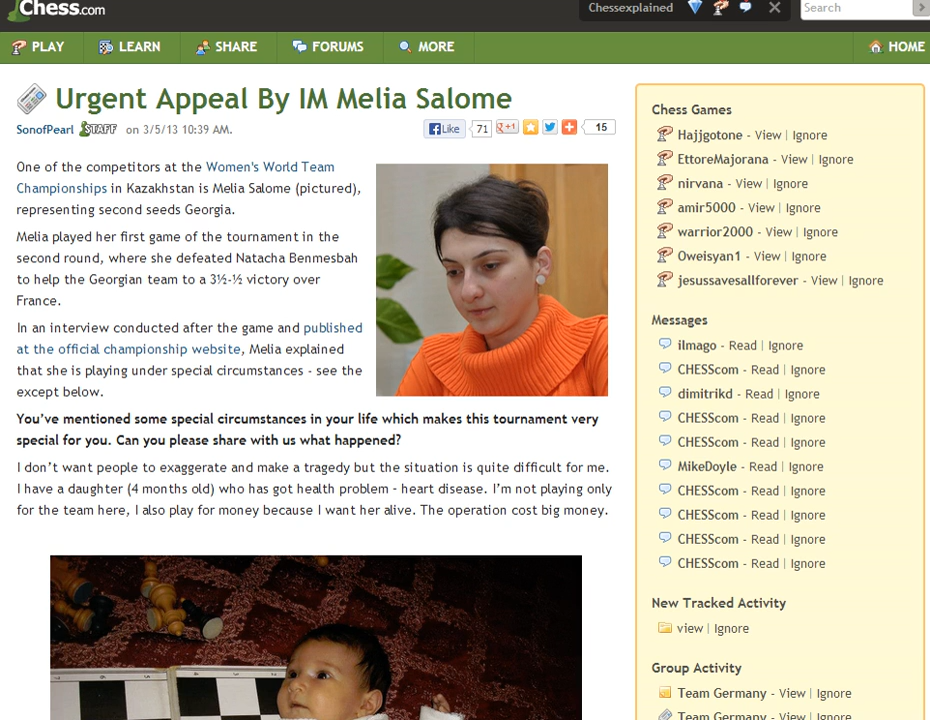 Chess.com
Chessexplained
Search
PLAY
LEARN
SHARE
FORUMS
MORE
HOME
Urgent Appeal By IM Melia Salome
SonofPearl STAFF on 3/5/13 10:39 AM.
Like 71 +1 15
One of the competitors at the Women's World Team
Championships in Kazakhstan is Melia Salome (pictured),
representing second seeds Georgia.
Melia played her first game of the tournament in the
second round, where she defeated Natacha Benmesbah
to help the Georgian team to a 3½-½ victory over
France.
In an interview conducted after the game and published
at the official championship website, Melia explained
that she is playing under special circumstances - see the
except below.
You've mentioned some special circumstances in your life which makes this tournament very
special for you. Can you please share with us what happened?
I don't want people to exaggerate and make a tragedy but the situation is quite difficult for me.
I have a daughter (4 months old) who has got health problem - heart disease. I'm not playing only
for the team here, I also play for money because I want her alive. The operation cost big money.
Chess Games
Hajjgotone - View | Ignore
EttoreMajorana - View | Ignore
nirvana - View | Ignore
amir5000 - View | Ignore
warrior2000 - View | Ignore
Oweisyan1 - View | Ignore
jesussavesallforever - View | Ignore
Messages
ilmago - Read | Ignore
CHESScom - Read | Ignore
dimitrikd - Read | Ignore
CHESScom - Read | Ignore
CHESScom - Read | Ignore
MikeDoyle - Read | Ignore
CHESScom - Read | Ignore
CHESScom - Read | Ignore
CHESScom - Read | Ignore
CHESScom - Read | Ignore
New Tracked Activity
view | Ignore
Group Activity
Team Germany - View | Ignore
Team Germany - View | Ignore